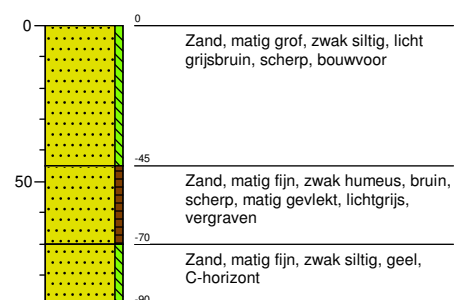 0
0
Zand, matig grof, zwak siltig, licht
grijsbruin, scherp, bouwvoor
-45
50
Zand, matig fijn, zwak humeus, bruin,
scherp, matig gevlekt, lichtgrijs,
vergraven
-70
Zand, matig fijn, zwak siltig, geel,
C-horizont
-90